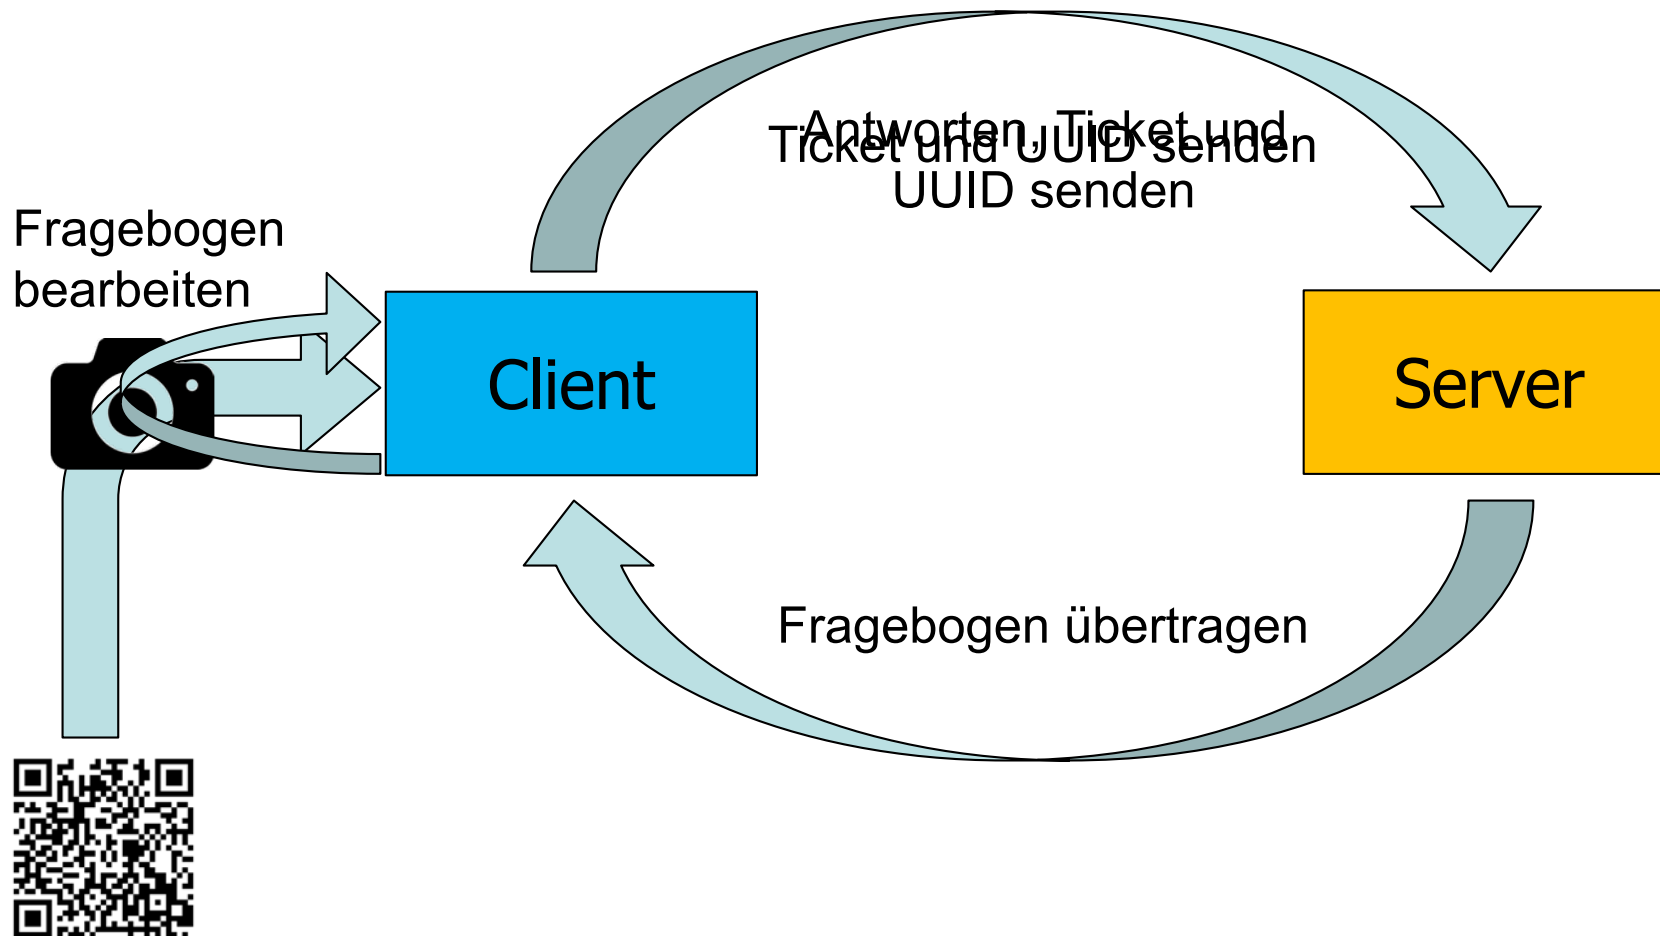 Antworten, Ticket und
UUID senden
Ticket und UUID senden
Fragebogen
bearbeiten
Client
Server
Fragebogen übertragen